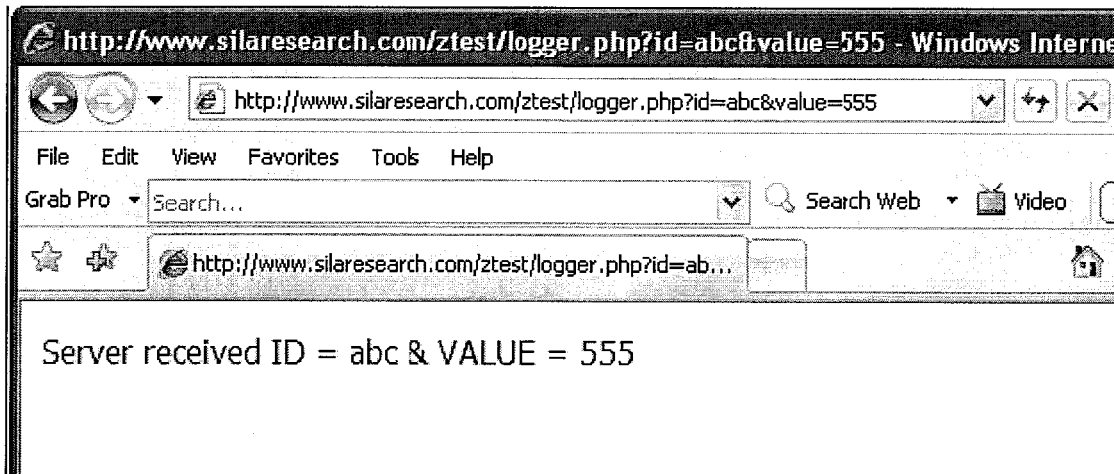 http://www.silaresearch.com/ztest/logger.php?id=abc&value=555 - Windows Interne
http://www.silaresearch.com/ztest/logger.php?id=abc&value=555
File Edit View Favorites Tools Help
Grab Pro Search... Search Web Video
http://www.silaresearch.com/ztest/logger.php?id=ab...
Server received ID = abc & VALUE = 555